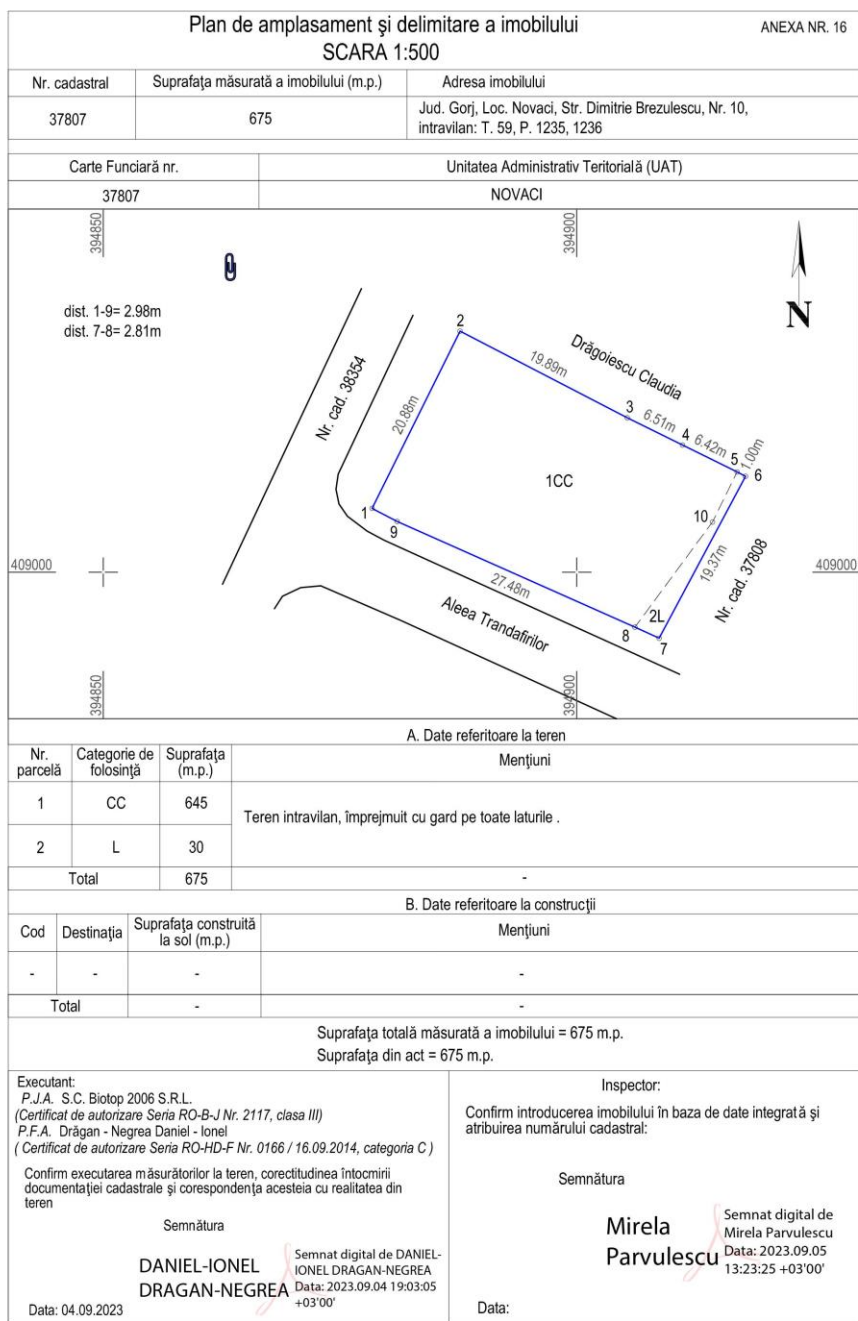 Plan de amplasament şi delimitare a imobilului
ANEXA NR. 16
SCARA 1:500
Nr. cadastral
Suprafaţa măsurată a imobilului (m.p.)
Adresa imobilului
37807
675
Jud. Gorj, Loc. Novaci, Str. Dimitrie Brezulescu, Nr. 10,
intravilan: T. 59, P. 1235, 1236
Carte Funciară nr.
Unitatea Administrativ Teritorială (UAT)
37807
NOVACI
394850
394900
dist. 1-9= 2.98m
dist. 7-8= 2.81m
N
2
Drăgoiescu Claudia
19.89m
Nr. cad. 38354
3
6.51m
4
6.42m
5
1.00m
6
20.88m
1CC
1
9
10
19.37m
Nr. cad. 37808
409000
409000
27.48m
Aleea Trandafirilor
8
2L
7
394850
394900
A. Date referitoare la teren
Nr.
parcelă
Categorie de
folosinţă
Suprafaţa
(m.p.)
Menţiuni
1
CC
645
Teren intravilan, împrejmuit cu gard pe toate laturile .
2
L
30
Total
675
-
B. Date referitoare la construcţii
Cod
Destinaţia
Suprafaţa construită
la sol (m.p.)
Menţiuni
-
-
-
-
Total
-
-
Suprafaţa totală măsurată a imobilului = 675 m.p.
Suprafaţa din act = 675 m.p.
Executant:
P.J.A. S.C. Biotop 2006 S.R.L.
(Certificat de autorizare Seria RO-B-J Nr. 2117, clasa III)
P.F.A. Drăgan - Negrea Daniel - Ionel
( Certificat de autorizare Seria RO-HD-F Nr. 0166 / 16.09.2014, categoria C )
Confirm executarea măsurătorilor la teren, corectitudinea întocmirii
documentaţiei cadastrale şi corespondenţa acesteia cu realitatea din
teren
Semnătura
DANIEL-IONEL
DRAGAN-NEGREA
Semnat digital de DANIEL-
IONEL DRAGAN-NEGREA
Data: 2023.09.04 19:03:05
+03'00'
Data: 04.09.2023
Inspector:
Confirm introducerea imobilului în baza de date integrată şi
atribuirea numărului cadastral:
Semnătura
Mirela
Parvulescu
Semnat digital de
Mirela Parvulescu
Data: 2023.09.05
13:23:25 +03'00'
Data: